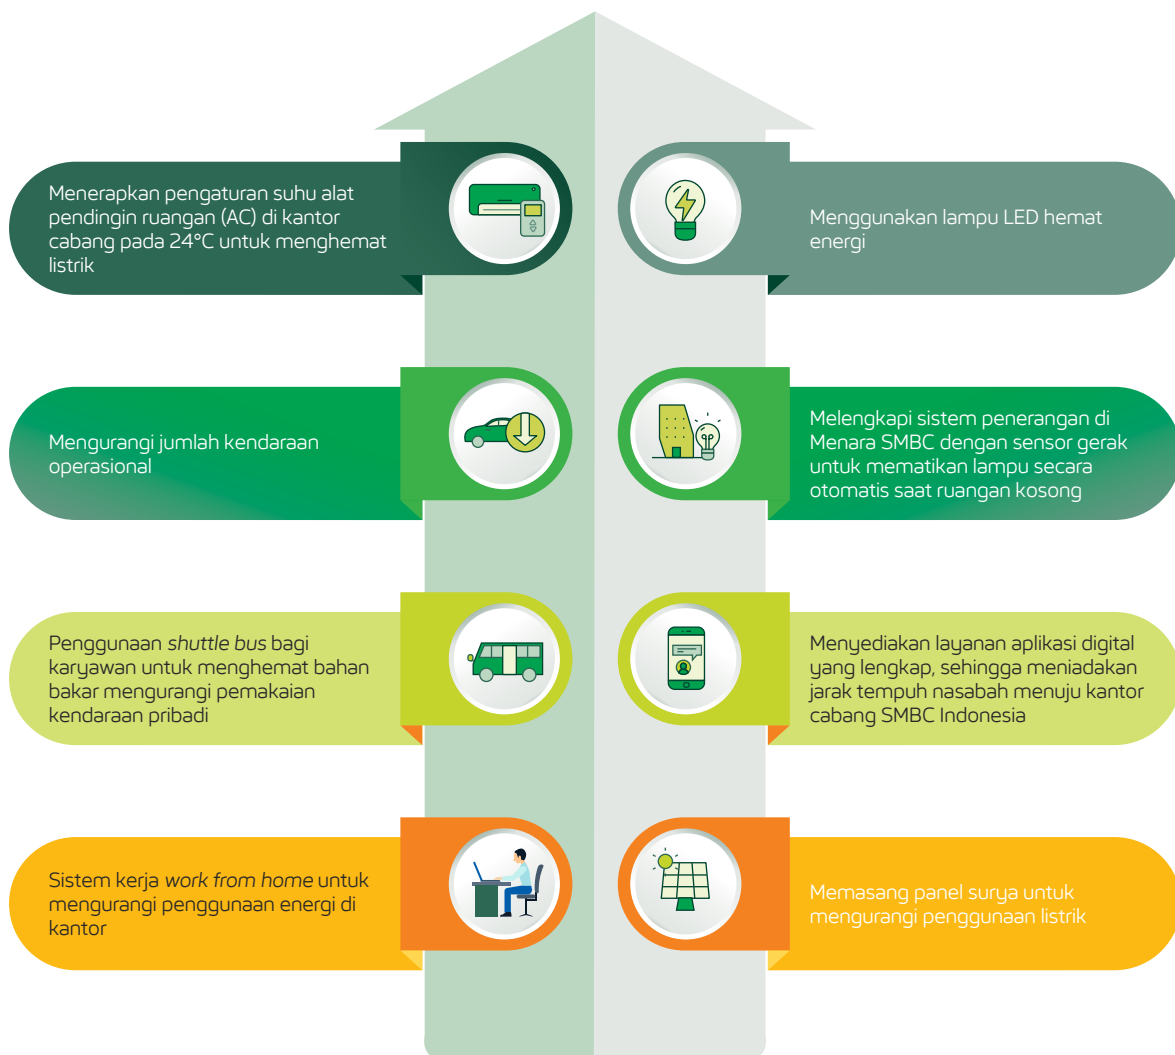 Menerapkan pengaturan suhu alat
pendingin ruangan (AC) di kantor
cabang pada 24°C untuk menghemat
listrik
Menggunakan lampu LED hemat
energi
Mengurangi jumlah kendaraan
operasional
Melengkapi sistem penerangan di
Menara SMBC dengan sensor gerak
untuk mematikan lampu secara
otomatis saat ruangan kosong
Penggunaan shuttle bus bagi
karyawan untuk menghemat bahan
bakar mengurangi pemakaian
kendaraan pribadi
Menyediakan layanan aplikasi digital
yang lengkap, sehingga meniadakan
jarak tempuh nasabah menuju kantor
cabang SMBC Indonesia
Sistem kerja work from home untuk
mengurangi penggunaan energi di
kantor
Memasang panel surya untuk
mengurangi penggunaan listrik